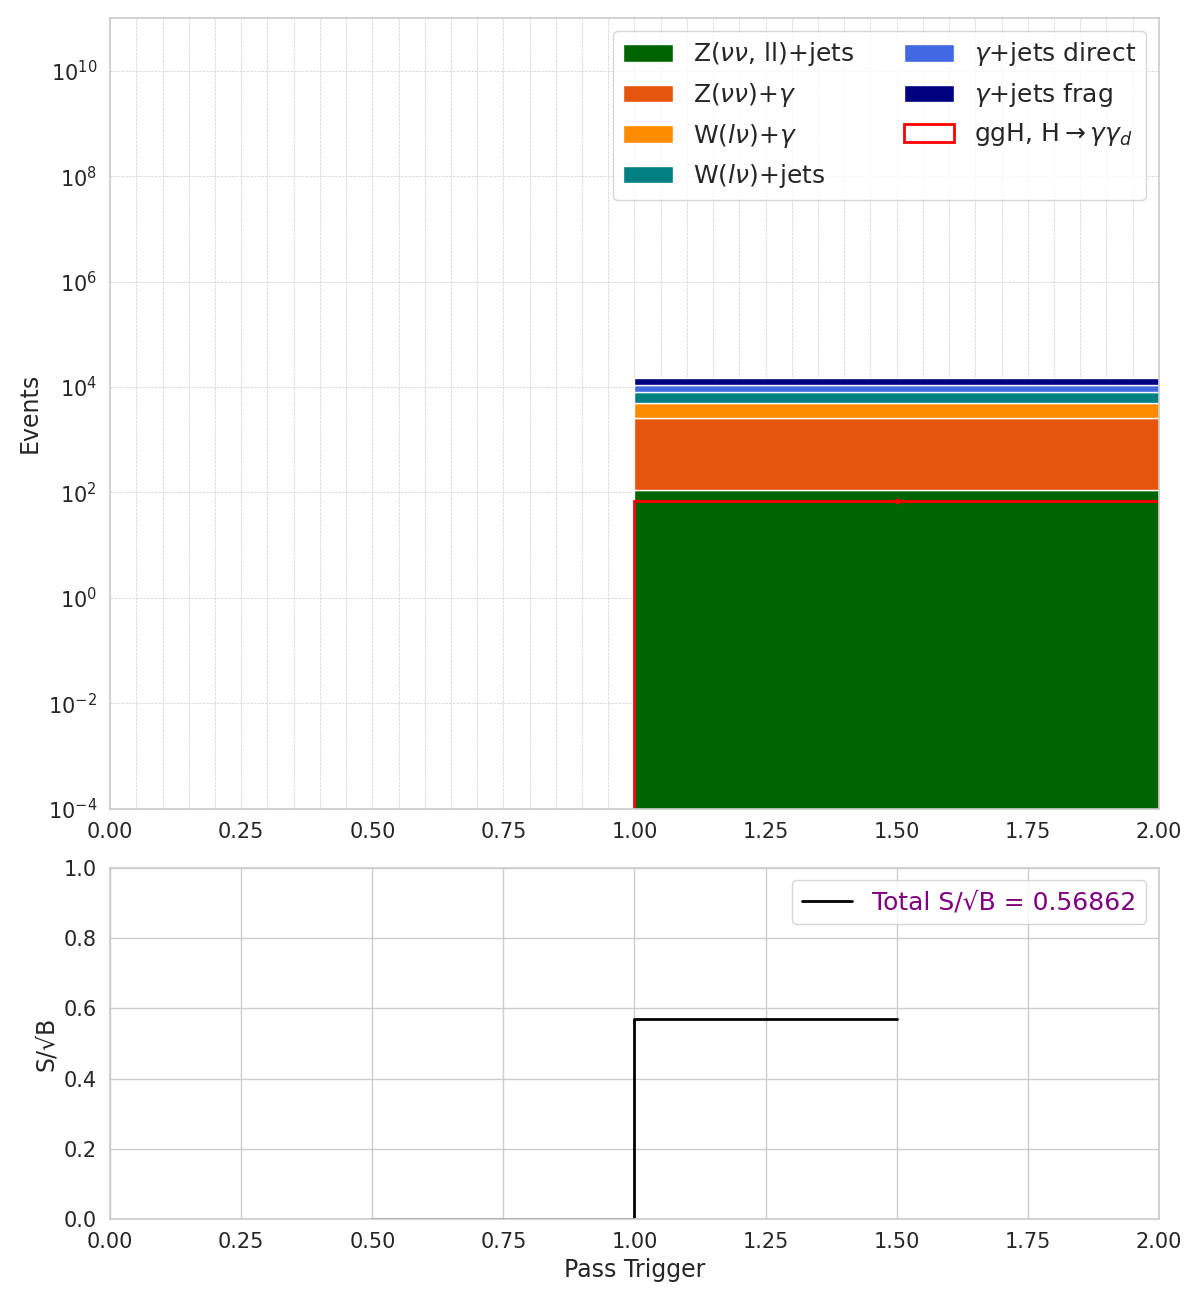 Z(νν, ll)+jets
Z(νν)+γ
W(lν)+γ
W(lν)+jets
γ+jets direct
γ+jets frag
ggH, H→γγ_d
Events
10^10
10^8
10^6
10^4
10^2
10^0
10^−2
10^−4
0.00 0.25 0.50 0.75 1.00 1.25 1.50 1.75 2.00
Total S/√B = 0.56862
S/√B
1.0
0.8
0.6
0.4
0.2
0.0
0.00 0.25 0.50 0.75 1.00 1.25 1.50 1.75 2.00
Pass Trigger